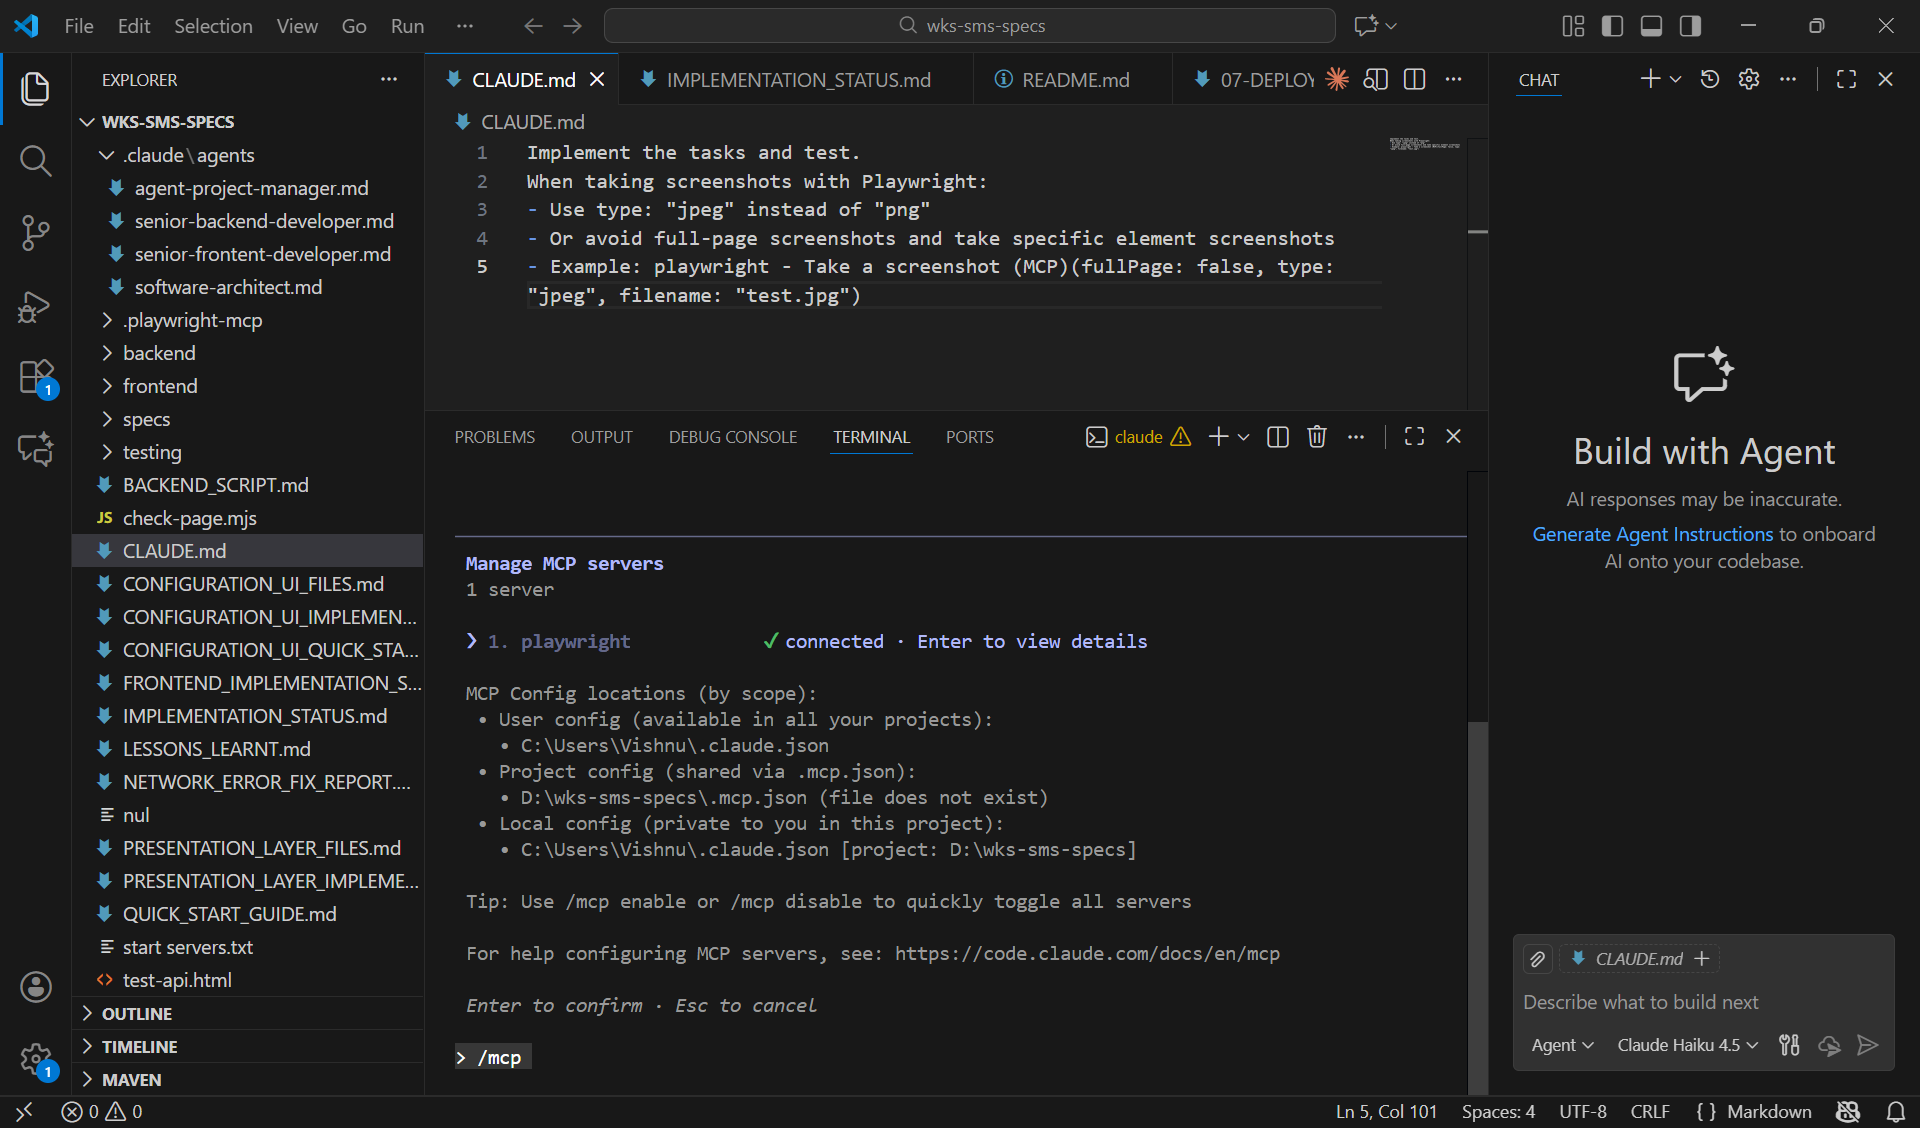 File Edit Selection View Go Run ···
wks-sms-specs
EXPLORER
WKS-SMS-SPECS
.claude\agents
agent-project-manager.md
senior-backend-developer.md
senior-frontent-developer.md
software-architect.md
.playwright-mcp
backend
frontend
specs
testing
BACKEND_SCRIPT.md
JS check-page.mjs
CLAUDE.md
CONFIGURATION_UI_FILES.md
CONFIGURATION_UI_IMPLEMEN...
CONFIGURATION_UI_QUICK_STA...
FRONTEND_IMPLEMENTATION_S...
IMPLEMENTATION_STATUS.md
LESSONS_LEARNT.md
NETWORK_ERROR_FIX_REPORT....
nul
PRESENTATION_LAYER_FILES.md
PRESENTATION_LAYER_IMPLEME...
QUICK_START_GUIDE.md
start servers.txt
<> test-api.html
OUTLINE
TIMELINE
MAVEN
1
1
CLAUDE.md IMPLEMENTATION_STATUS.md README.md 07-DEPLOY
CLAUDE.md
1 Implement the tasks and test.
2 When taking screenshots with Playwright:
3 - Use type: "jpeg" instead of "png"
4 - Or avoid full-page screenshots and take specific element screenshots
5 - Example: playwright - Take a screenshot (MCP)(fullPage: false, type:
"jpeg", filename: "test.jpg")
PROBLEMS OUTPUT DEBUG CONSOLE TERMINAL PORTS claude
Manage MCP servers
1 server
❯ 1. playwright ✓ connected · Enter to view details
MCP Config locations (by scope):
• User config (available in all your projects):
• C:\Users\Vishnu\.claude.json
• Project config (shared via .mcp.json):
• D:\wks-sms-specs\.mcp.json (file does not exist)
• Local config (private to you in this project):
• C:\Users\Vishnu\.claude.json [project: D:\wks-sms-specs]
Tip: Use /mcp enable or /mcp disable to quickly toggle all servers
For help configuring MCP servers, see: https://code.claude.com/docs/en/mcp
Enter to confirm · Esc to cancel
> /mcp
CHAT
Build with Agent
AI responses may be inaccurate.
Generate Agent Instructions to onboard
AI onto your codebase.
CLAUDE.md
Describe what to build next
Agent Claude Haiku 4.5
0 0 Ln 5, Col 101 Spaces: 4 UTF-8 CRLF {} Markdown